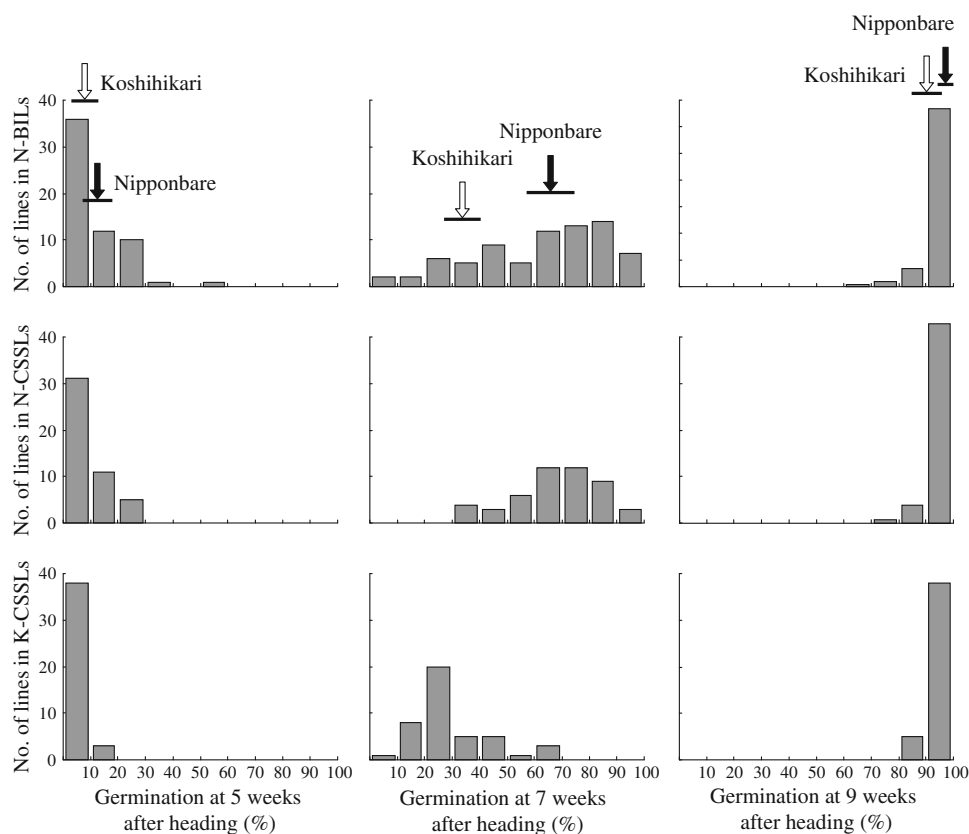 Nipponbare
Koshihikari
Koshihikari
Nipponbare
Koshihikari
Nipponbare
No. of lines in N-BILs
40
30
20
10
0
No. of lines in N-CSSLs
40
30
20
10
0
No. of lines in K-CSSLs
40
30
20
10
0
10 20 30 40 50 60 70 80 90 100
10 20 30 40 50 60 70 80 90 100
10 20 30 40 50 60 70 80 90 100
Germination at 5 weeks
after heading (%)
Germination at 7 weeks
after heading (%)
Germination at 9 weeks
after heading (%)